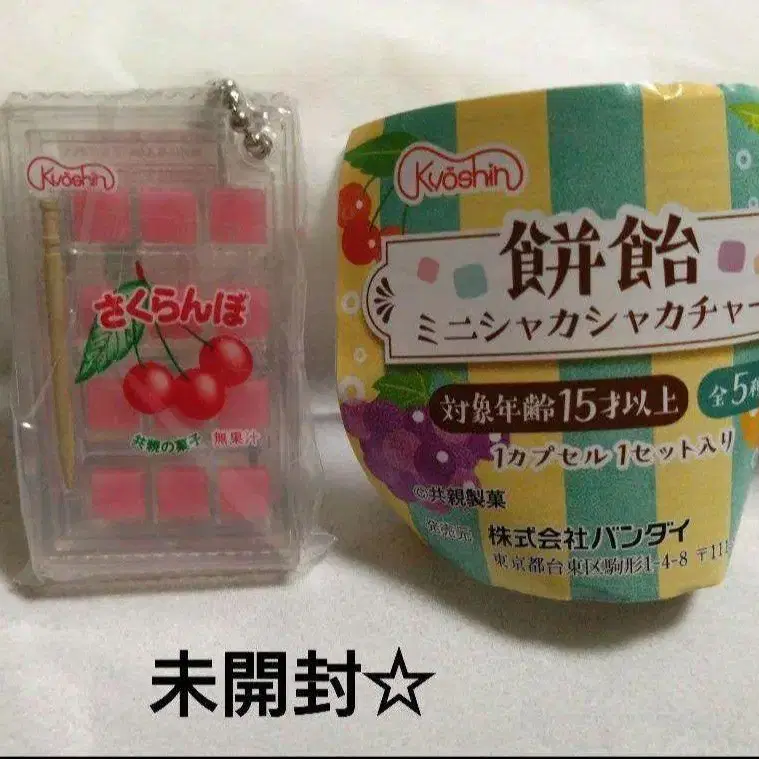 Kyoshin
さくらんぼ
共親の菓子 無果汁
Kyoshin
餅飴
ミニシャカシャカチャー
対象年齢15才以上
全5種
1カプセル1セット入り
©共親製菓
発売元 株式会社バンダイ
東京都台東区駒形1-4-8 〒111
未開封☆